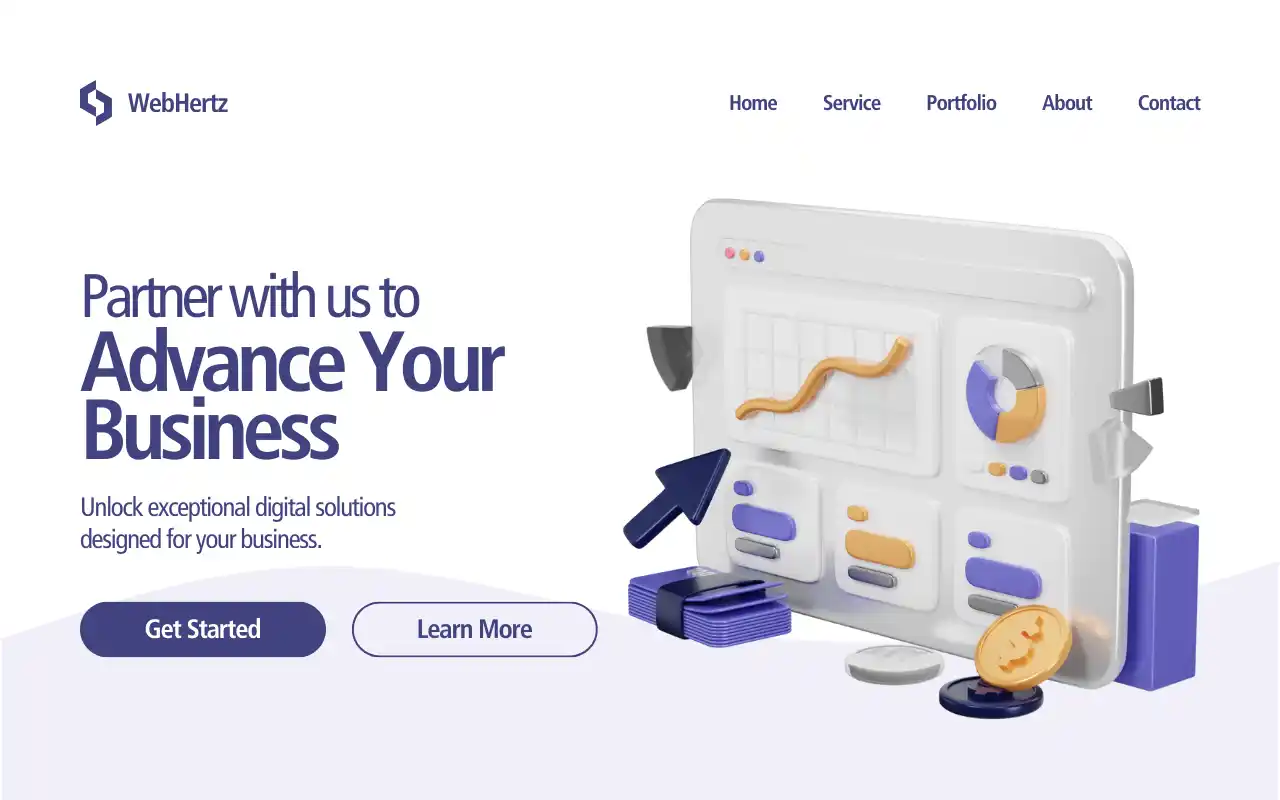 WebHertz
Home Service Portfolio About Contact
Partner with us to
Advance Your
Business
Unlock exceptional digital solutions
designed for your business.
Get Started Learn More